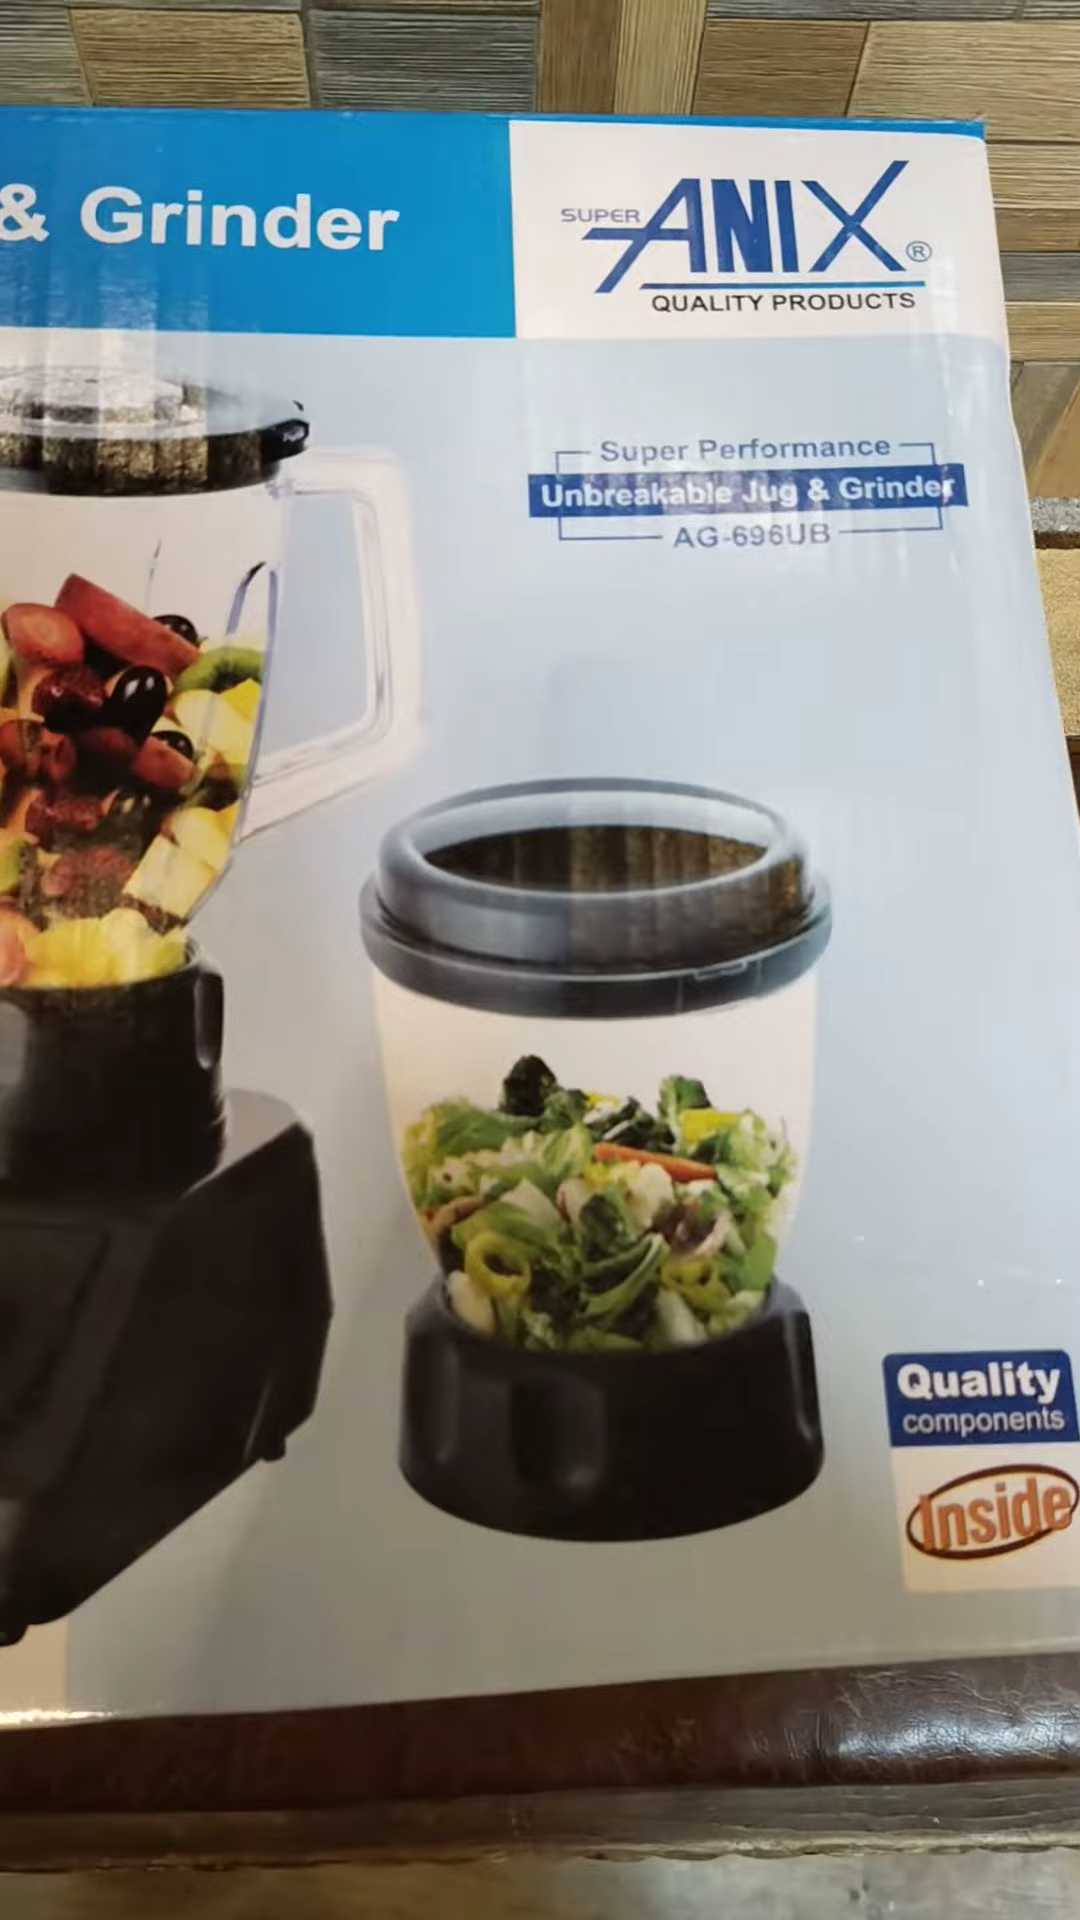 & Grinder
SUPER ANIX®
QUALITY PRODUCTS
Super Performance
Unbreakable Jug & Grinder
AG-696UB
Quality
components
Inside